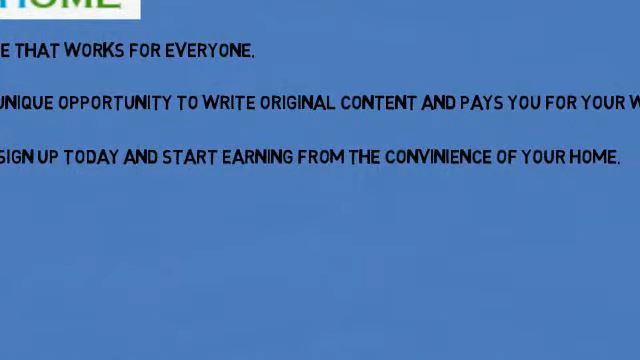 HOME
E THAT WORKS FOR EVERYONE.
UNIQUE OPPORTUNITY TO WRITE ORIGINAL CONTENT AND PAYS YOU FOR YOUR W
SIGN UP TODAY AND START EARNING FROM THE CONVINIENCE OF YOUR HOME.